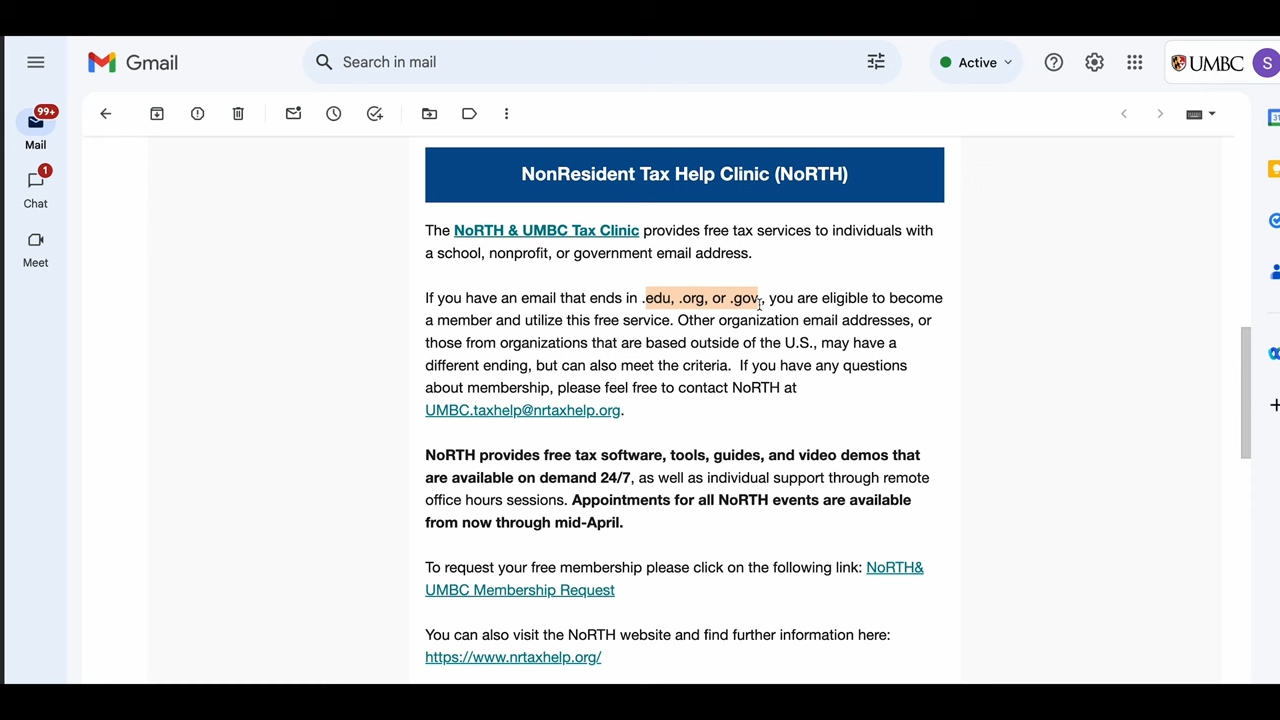 Gmail
Search in mail
Active
UMBC
S
99+
Mail
1
Chat
Meet
31
NonResident Tax Help Clinic (NoRTH)
The NoRTH & UMBC Tax Clinic provides free tax services to individuals with
a school, nonprofit, or government email address.
If you have an email that ends in .edu, .org, or .gov, you are eligible to become
a member and utilize this free service. Other organization email addresses, or
those from organizations that are based outside of the U.S., may have a
different ending, but can also meet the criteria.  If you have any questions
about membership, please feel free to contact NoRTH at
UMBC.taxhelp@nrtaxhelp.org.
NoRTH provides free tax software, tools, guides, and video demos that
are available on demand 24/7, as well as individual support through remote
office hours sessions. Appointments for all NoRTH events are available
from now through mid-April.
To request your free membership please click on the following link: NoRTH&
UMBC Membership Request
You can also visit the NoRTH website and find further information here:
https://www.nrtaxhelp.org/